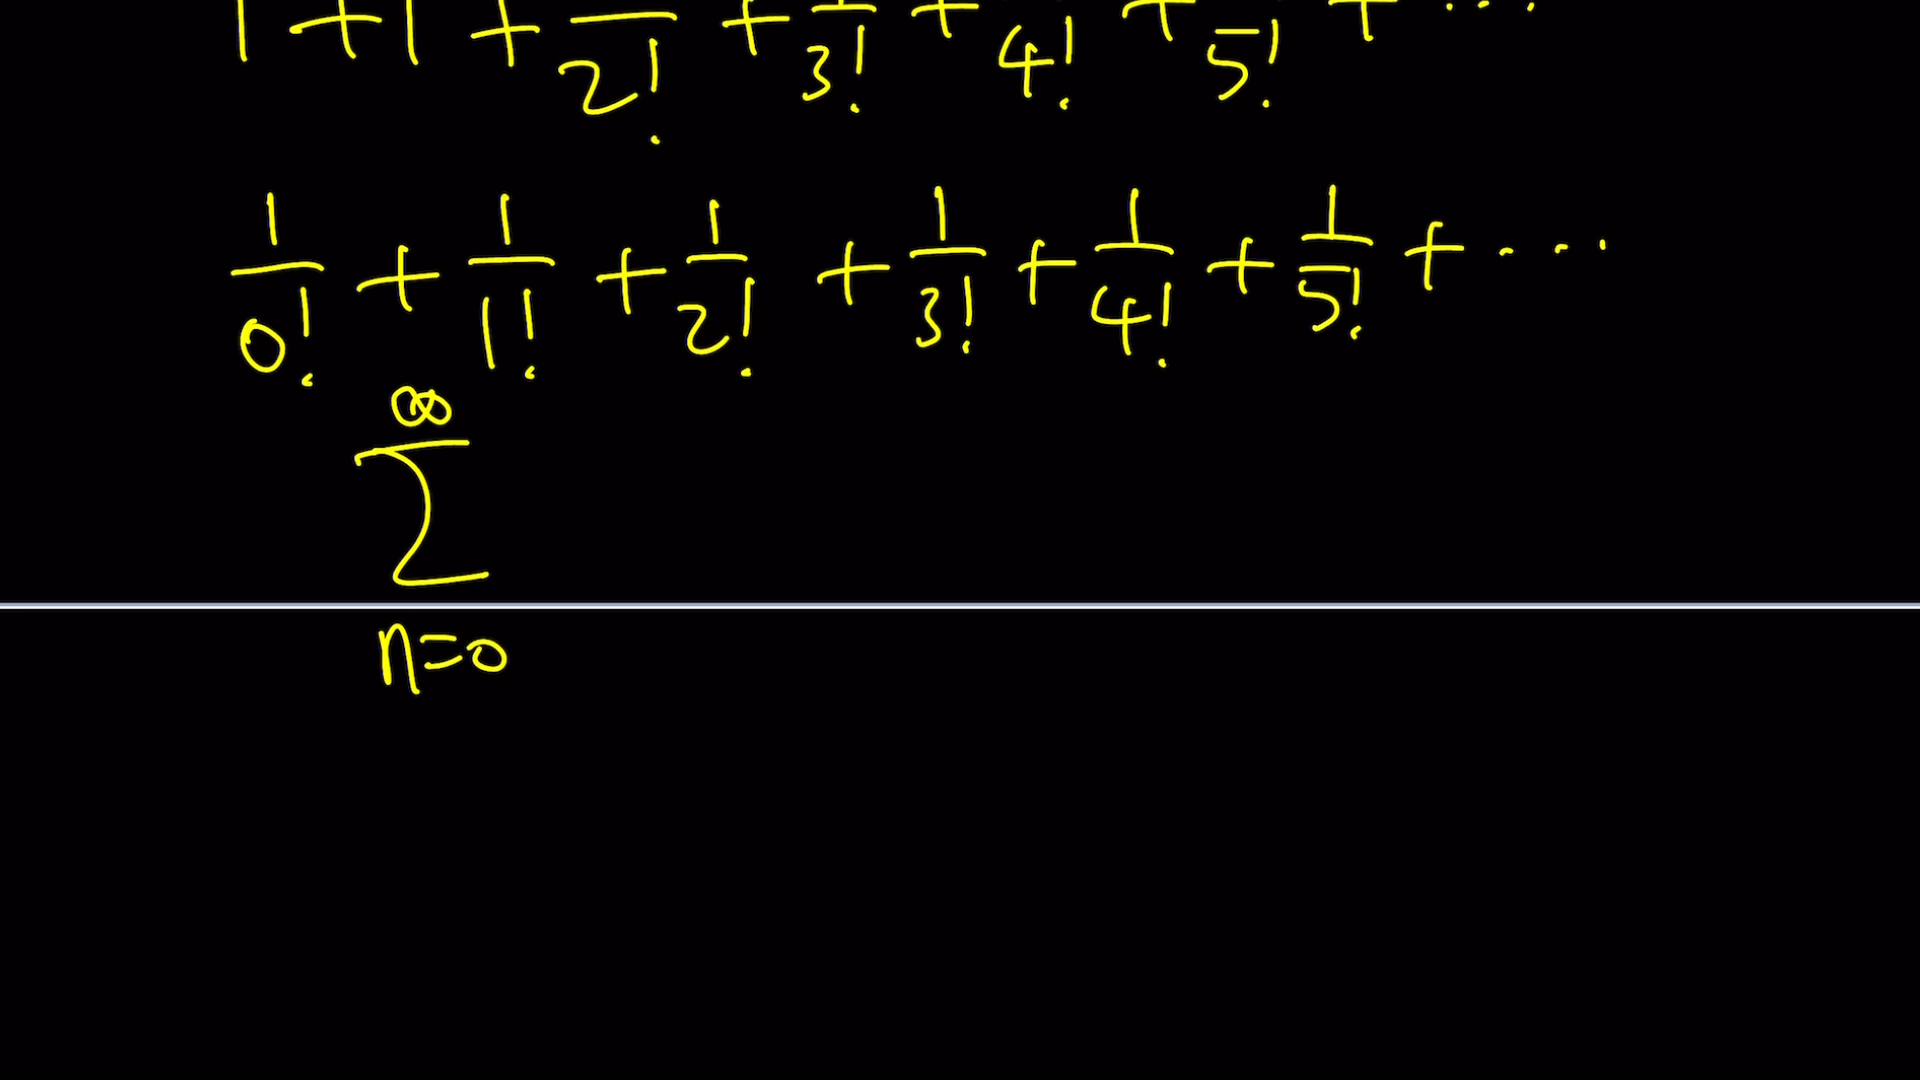 1 + 1 + 1/2! + 1/3! + 1/4! + 1/5! + ...
1/0! + 1/1! + 1/2! + 1/3! + 1/4! + 1/5! + ...
∞
∑
n=0